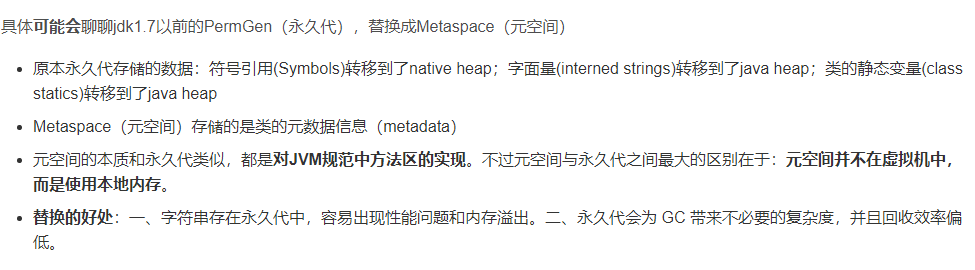 具体可能会聊聊jdk1.7以前的PermGen（永久代），替换成Metaspace（元空间）
• 原本永久代存储的数据：符号引用(Symbols)转移到了native heap；字面量(interned strings)转移到了java heap；类的静态变量(class
statics)转移到了java heap
• Metaspace（元空间）存储的是类的元数据信息（metadata）
• 元空间的本质和永久代类似，都是对JVM规范中方法区的实现。不过元空间与永久代之间最大的区别在于：元空间并不在虚拟机中，
而是使用本地内存。
• 替换的好处：一、字符串存在永久代中，容易出现性能问题和内存溢出。二、永久代会为 GC 带来不必要的复杂度，并且回收效率偏
低。